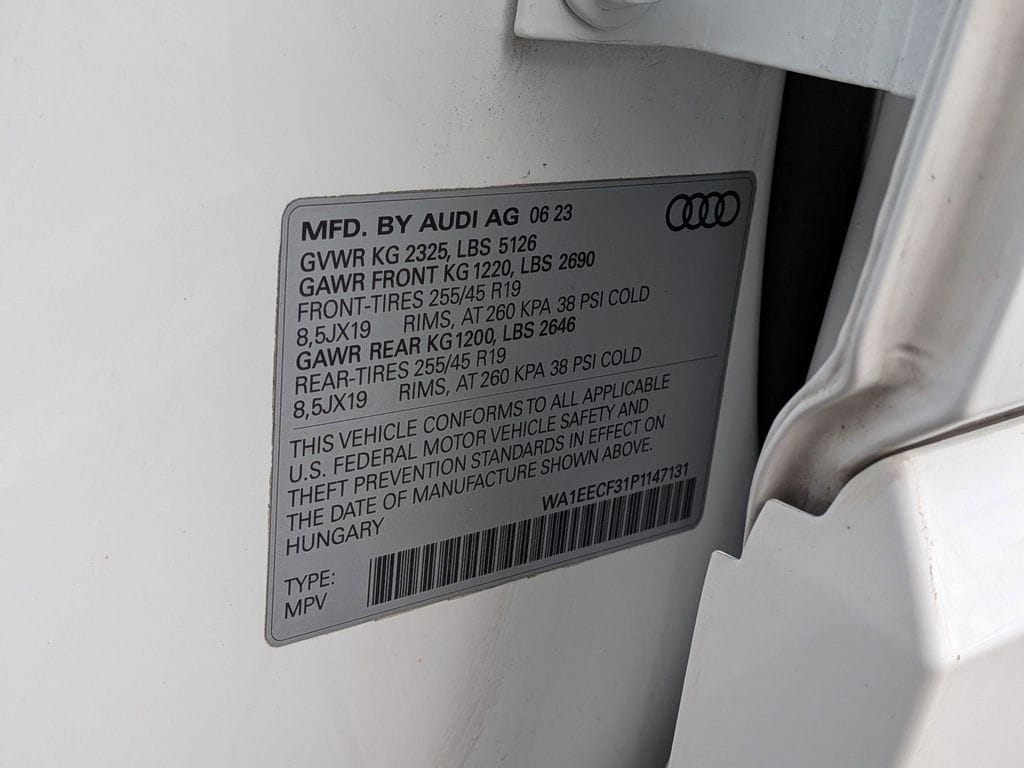 MFD. BY AUDI AG 06 23
GVWR KG 2325, LBS 5126
GAWR FRONT KG 1220, LBS 2690
FRONT-TIRES 255/45 R19
8,5JX19 RIMS, AT 260 KPA 38 PSI COLD
GAWR REAR KG 1200, LBS 2646
REAR-TIRES 255/45 R19
8,5JX19 RIMS, AT 260 KPA 38 PSI COLD
THIS VEHICLE CONFORMS TO ALL APPLICABLE
U.S. FEDERAL MOTOR VEHICLE SAFETY AND
THEFT PREVENTION STANDARDS IN EFFECT ON
THE DATE OF MANUFACTURE SHOWN ABOVE.
HUNGARY WA1EECF31P1147131
TYPE:
MPV